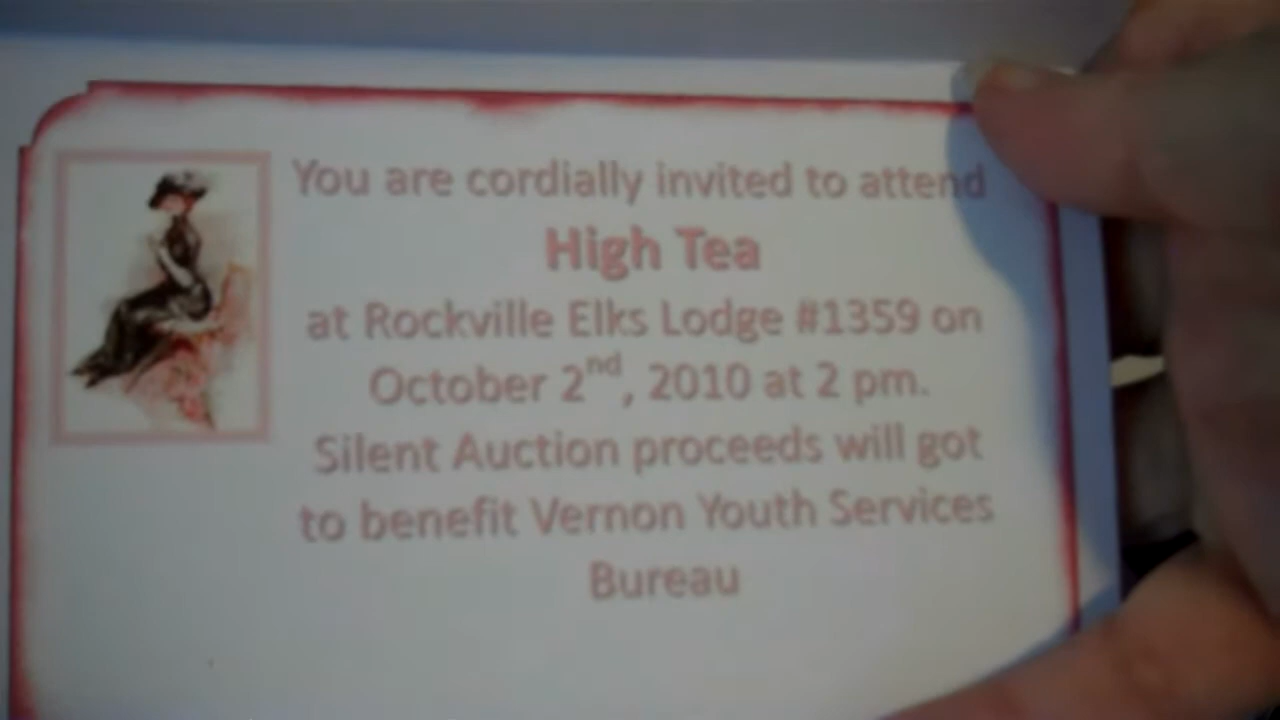 You are cordially invited to attend
High Tea
at Rockville Elks Lodge #1359 on
October 2nd, 2010 at 2 pm.
Silent Auction proceeds will got
to benefit Vernon Youth Services
Bureau